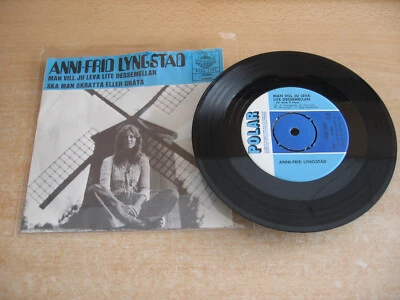 ANNI-FRID LYNGSTAD
MAN VILL JU LEVA LITE DESSEMELLAN
SKA MAN SKRATTA ELLER GRÅTA
POLAR
MAN VILL JU LEVA
LITE DESSEMELLAN
ANNI-FRID LYNGSTAD